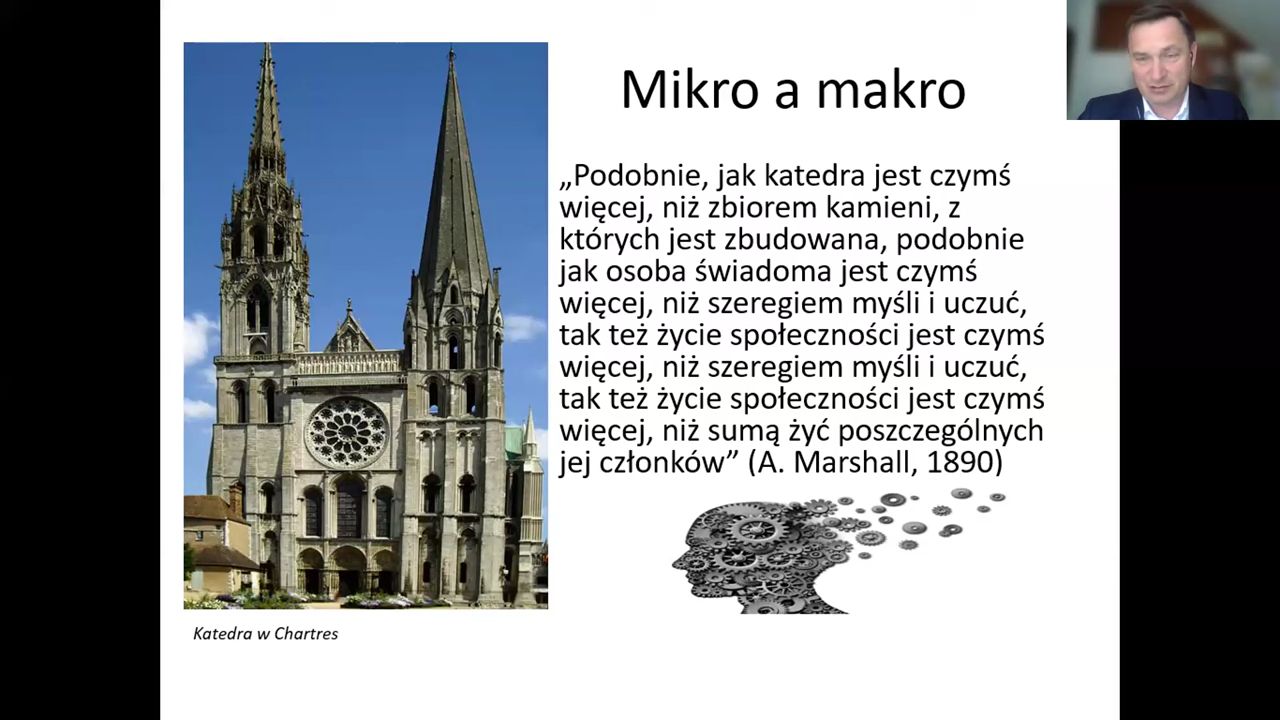 Mikro a makro
„Podobnie, jak katedra jest czymś
więcej, niż zbiorem kamieni, z
których jest zbudowana, podobnie
jak osoba świadoma jest czymś
więcej, niż szeregiem myśli i uczuć,
tak też życie społeczności jest czymś
więcej, niż szeregiem myśli i uczuć,
tak też życie społeczności jest czymś
więcej, niż sumą żyć poszczególnych
jej członków” (A. Marshall, 1890)
Katedra w Chartres